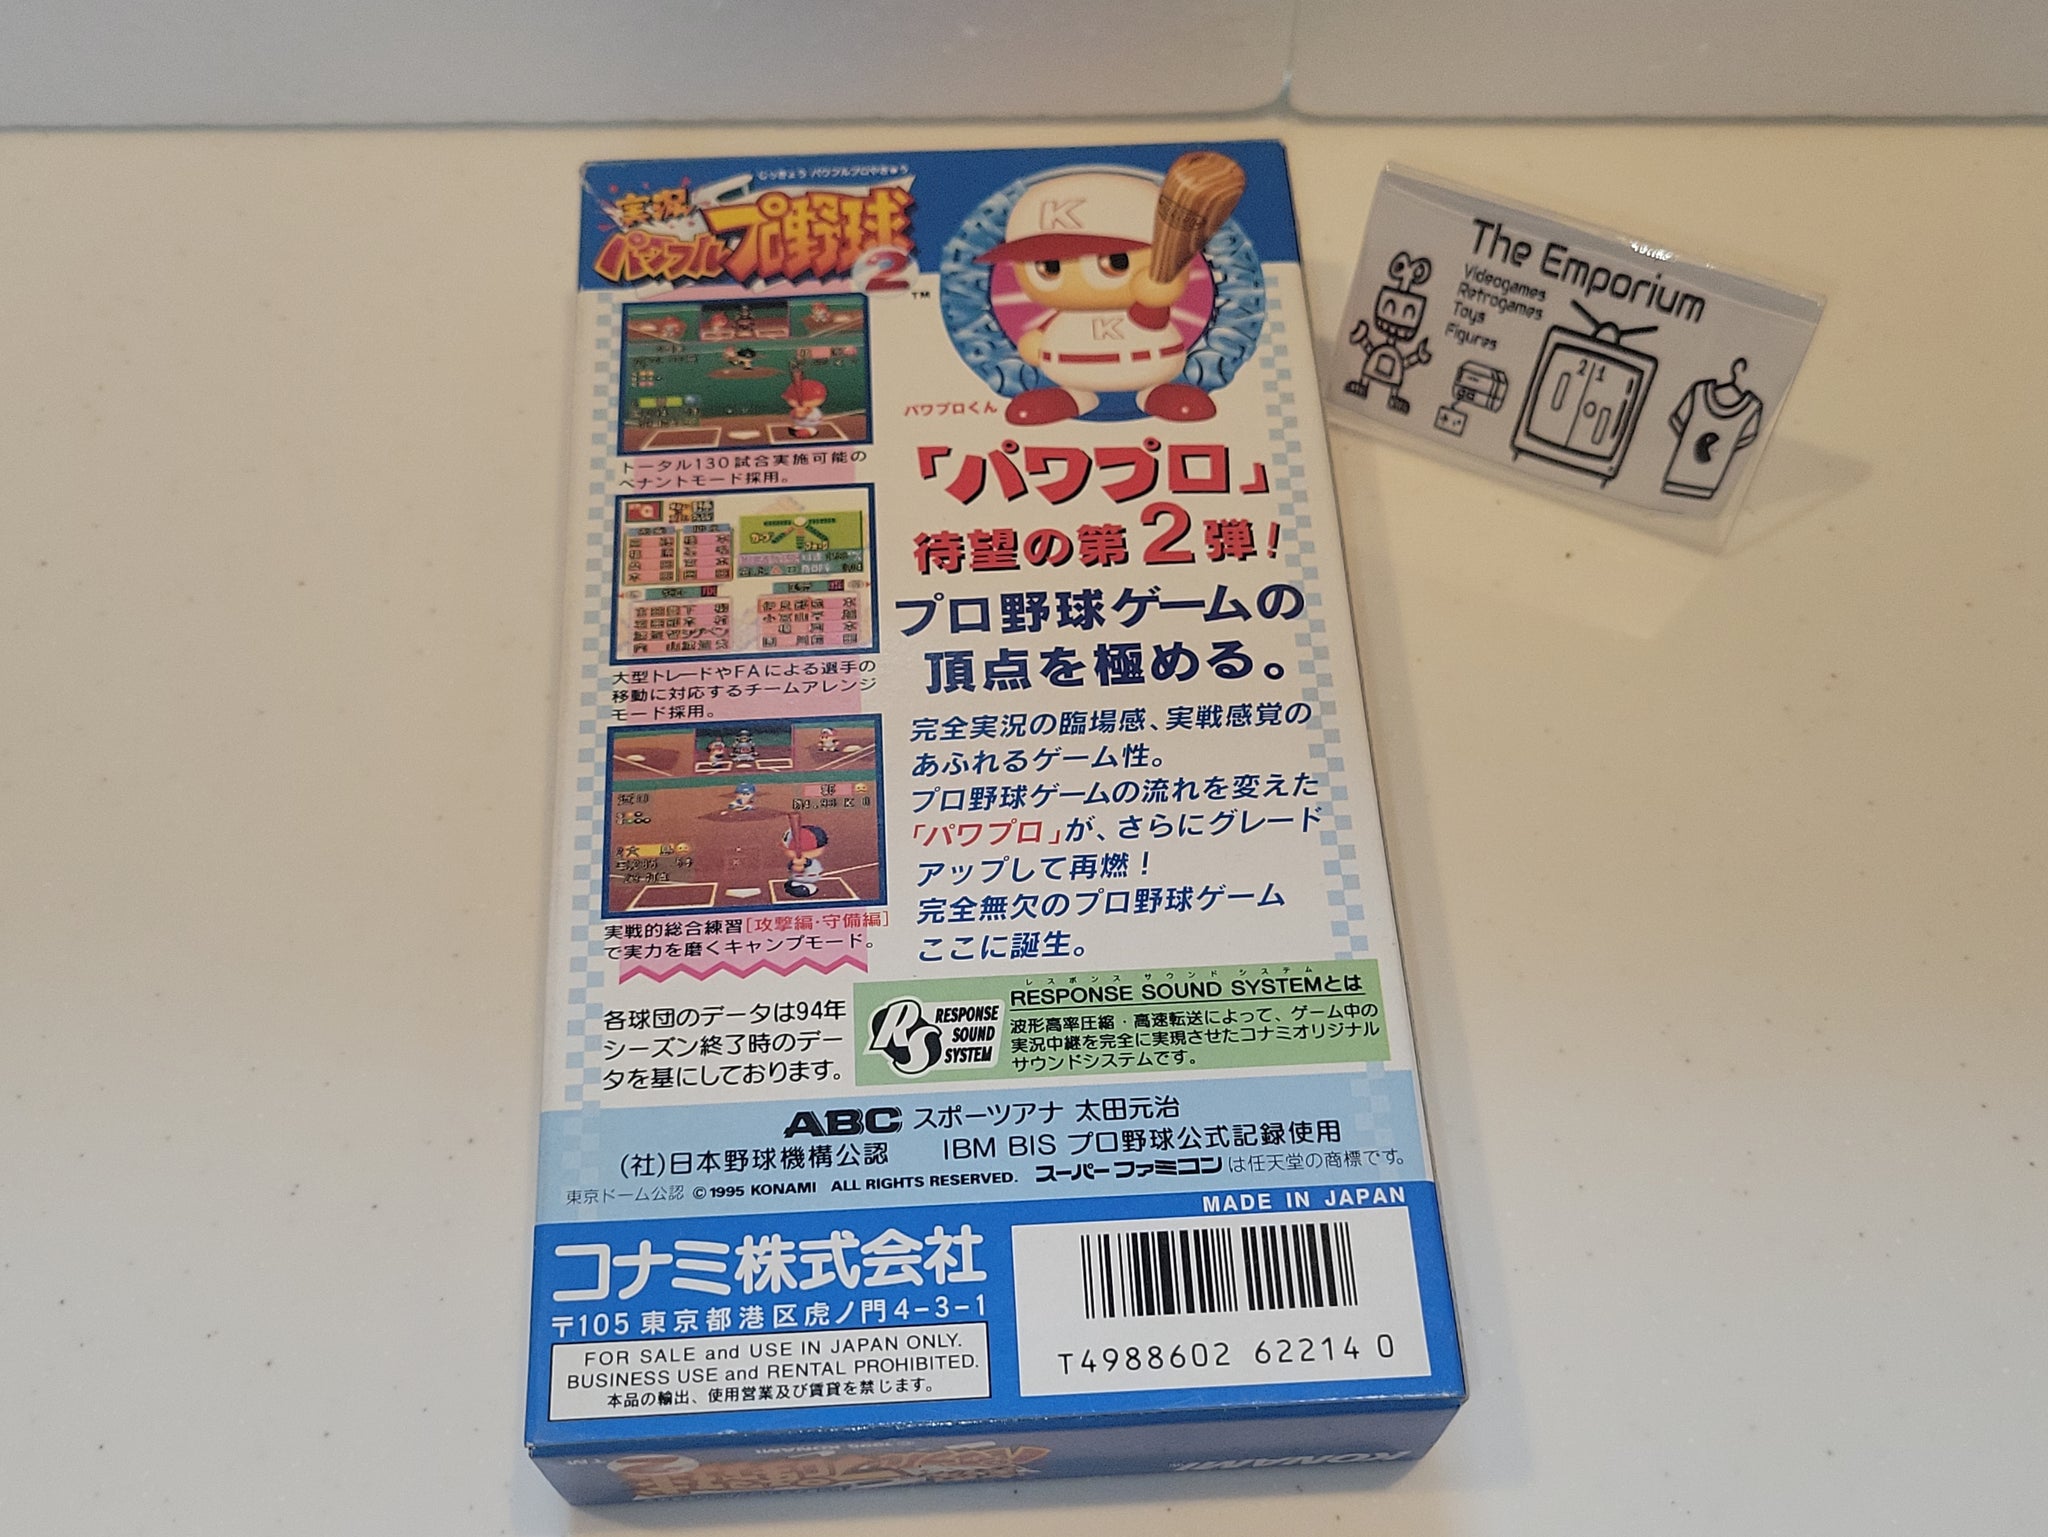 じっきょう パワフルプロやきゅう
実況
パワフルプロ野球
2
TM
K
K
パワプロくん
トータル130試合実施可能の
ペナントモード採用。
大型トレードやFAによる選手の
移動に対応するチームアレンジ
モード採用。
実戦的総合練習[攻撃編・守備編]
で実力を磨くキャンプモード。
「パワプロ」
待望の第2弾!
プロ野球ゲームの
頂点を極める。
完全実況の臨場感、実戦感覚の
あふれるゲーム性。
プロ野球ゲームの流れを変えた
「パワプロ」が、さらにグレード
アップして再燃!
完全無欠のプロ野球ゲーム
ここに誕生。
各球団のデータは94年
シーズン終了時のデー
タを基にしております。
RS RESPONSE
SOUND
SYSTEM
レスポンス サウンド システム
RESPONSE SOUND SYSTEMとは
波形高率圧縮・高速転送によって、ゲーム中の
実況中継を完全に実現させたコナミオリジナル
サウンドシステムです。
ABC スポーツアナ 太田元治
(社)日本野球機構公認 IBM BIS プロ野球公式記録使用
東京ドーム公認 ©1995 KONAMI ALL RIGHTS RESERVED. スーパーファミコンは任天堂の商標です。
MADE IN JAPAN
コナミ株式会社
〒105 東京都港区虎ノ門4-3-1
FOR SALE and USE IN JAPAN ONLY.
BUSINESS USE and RENTAL PROHIBITED.
本品の輸出、使用営業及び賃貸を禁じます。
T4988602 62214 0
©1995 KONAMI
TM
KONAMI
The Emporium
Videogames
Retrogames
Toys
Figures
21